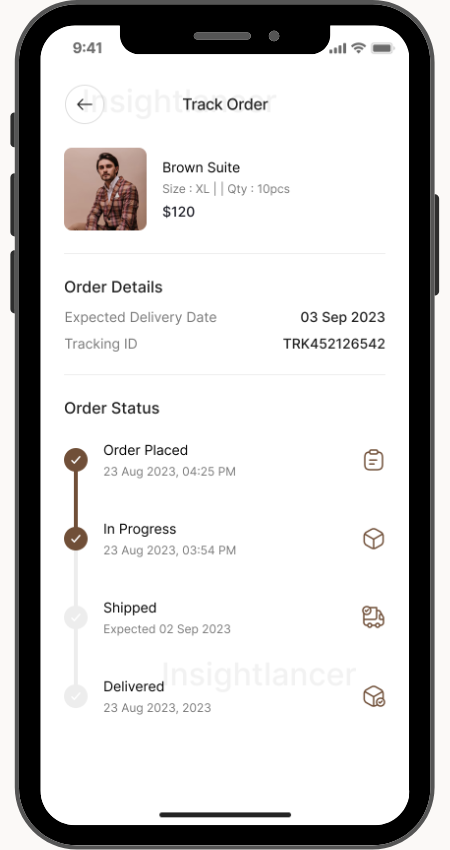 9:41
Insightlancer
Track Order
Brown Suite
Size : XL | | Qty : 10pcs
$120
Order Details
Expected Delivery Date 03 Sep 2023
Tracking ID TRK452126542
Order Status
Order Placed
23 Aug 2023, 04:25 PM
In Progress
23 Aug 2023, 03:54 PM
Shipped
Expected 02 Sep 2023
Insightlancer
Delivered
23 Aug 2023, 2023